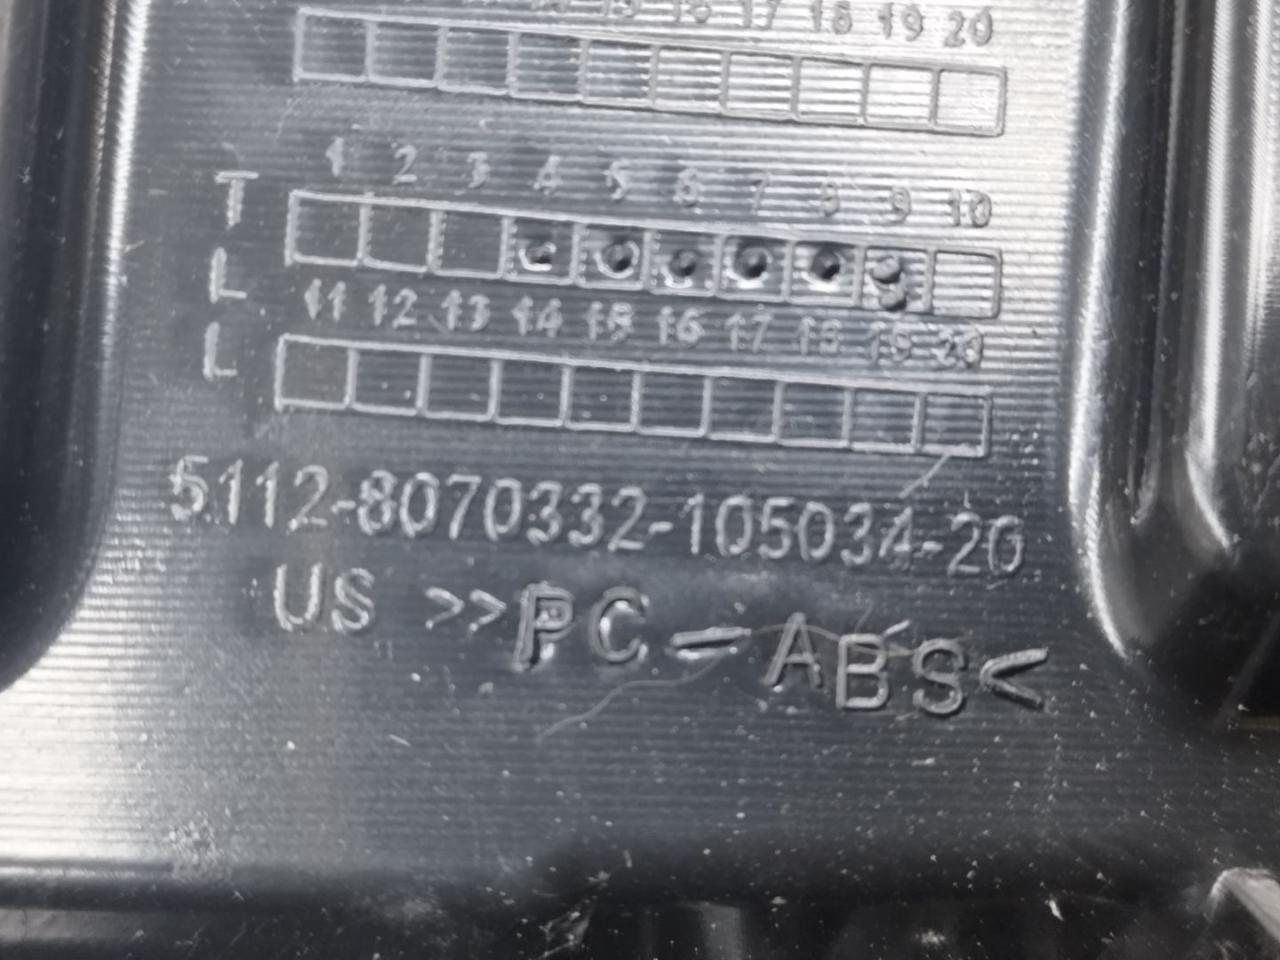 14 15 16 17 18 19 20
1 2 3 4 5 6 7 8 9 10
T
L
11 12 13 14 15 16 17 18 19 20
L
5112-8070332-105034-20
US >>PC-ABS<